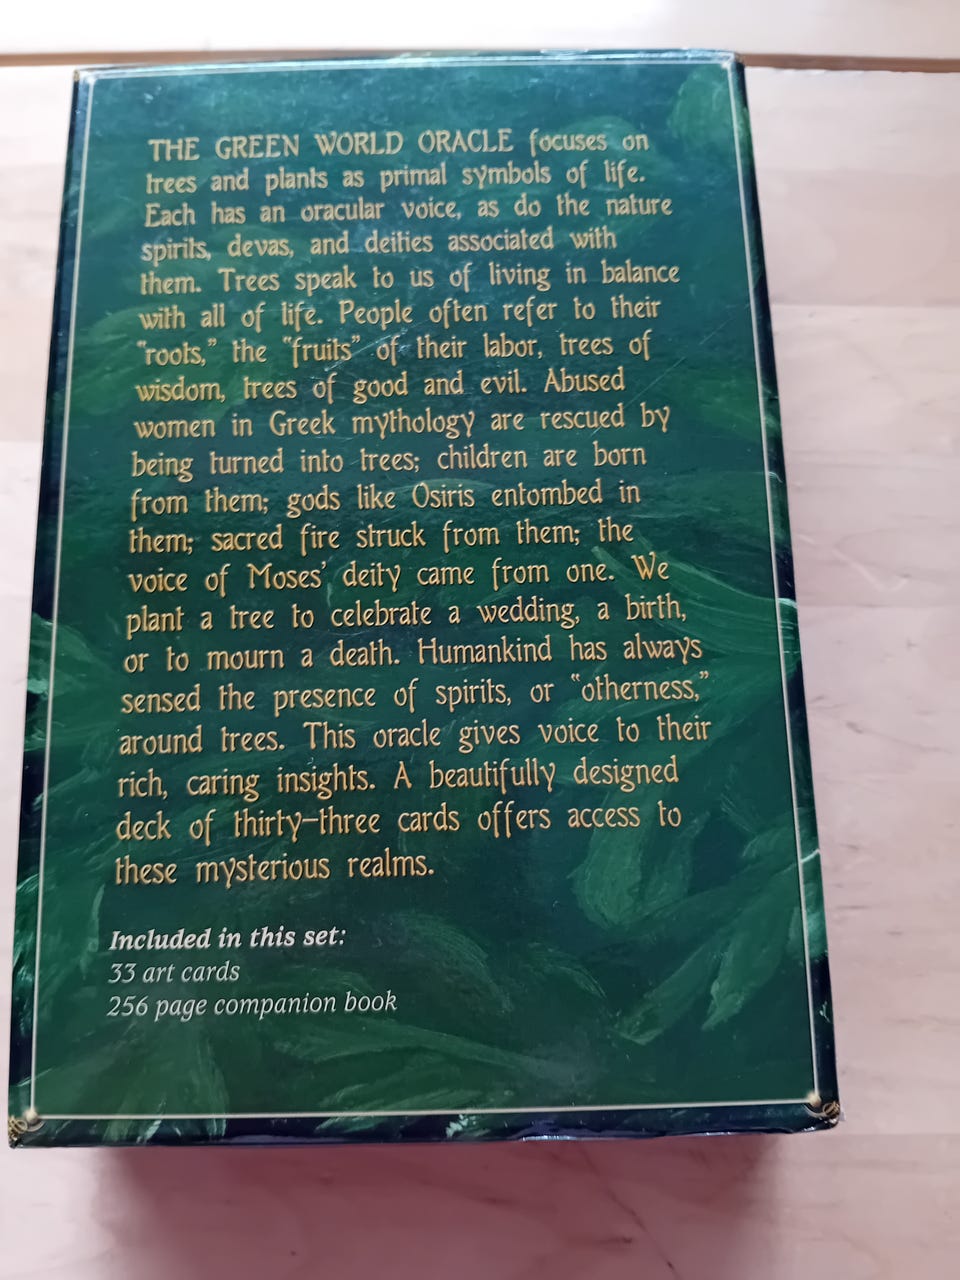 THE GREEN WORLD ORACLE focuses on
trees and plants as primal symbols of life.
Each has an oracular voice, as do the nature
spirits, devas, and deities associated with
them. Trees speak to us of living in balance
with all of life. People often refer to their
"roots," the "fruits" of their labor, trees of
wisdom, trees of good and evil. Abused
women in Greek mythology are rescued by
being turned into trees; children are born
from them; gods like Osiris entombed in
them; sacred fire struck from them; the
voice of Moses' deity came from one. We
plant a tree to celebrate a wedding, a birth,
or to mourn a death. Humankind has always
sensed the presence of spirits, or "otherness,"
around trees. This oracle gives voice to their
rich, caring insights. A beautifully designed
deck of thirty-three cards offers access to
these mysterious realms.
Included in this set:
33 art cards
256 page companion book